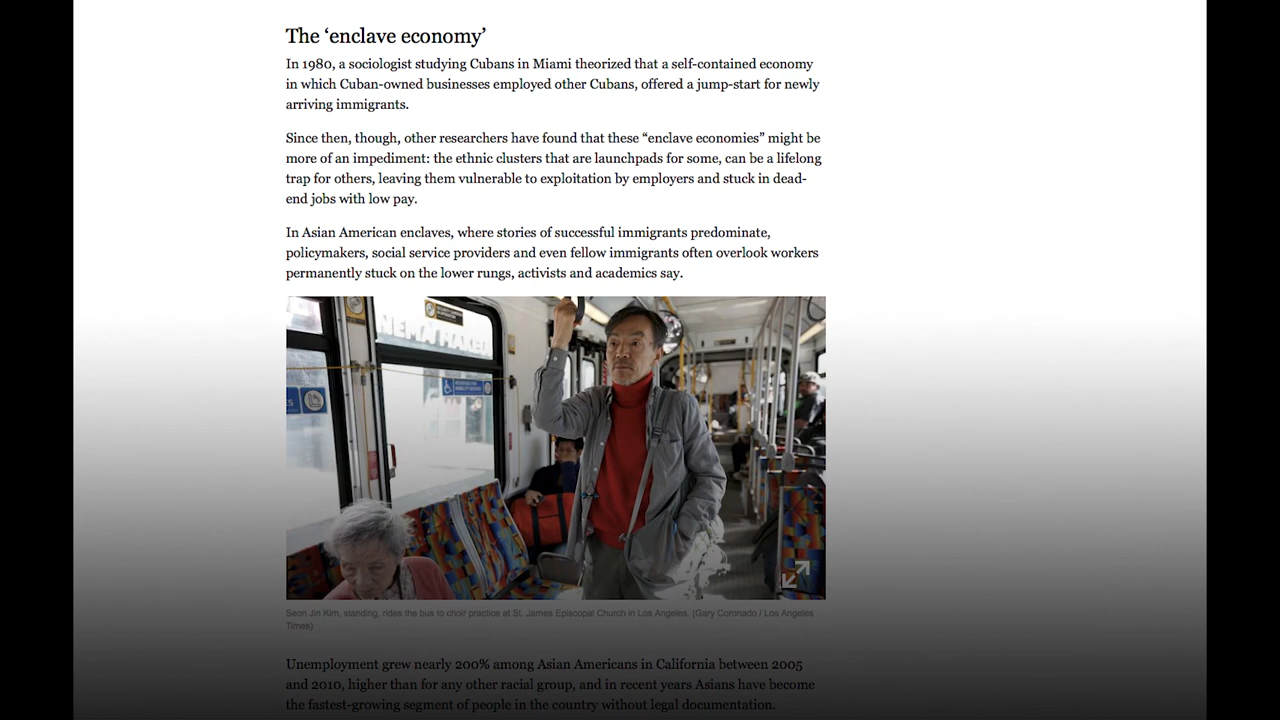 The ‘enclave economy’
In 1980, a sociologist studying Cubans in Miami theorized that a self-contained economy
in which Cuban-owned businesses employed other Cubans, offered a jump-start for newly
arriving immigrants.
Since then, though, other researchers have found that these “enclave economies” might be
more of an impediment: the ethnic clusters that are launchpads for some, can be a lifelong
trap for others, leaving them vulnerable to exploitation by employers and stuck in dead-
end jobs with low pay.
In Asian American enclaves, where stories of successful immigrants predominate,
policymakers, social service providers and even fellow immigrants often overlook workers
permanently stuck on the lower rungs, activists and academics say.
Seon Jin Kim, standing, rides the bus to choir practice at St. James Episcopal Church in Los Angeles. (Gary Coronado / Los Angeles
Times)
Unemployment grew nearly 200% among Asian Americans in California between 2005
and 2010, higher than for any other racial group, and in recent years Asians have become
the fastest-growing segment of people in the country without legal documentation.